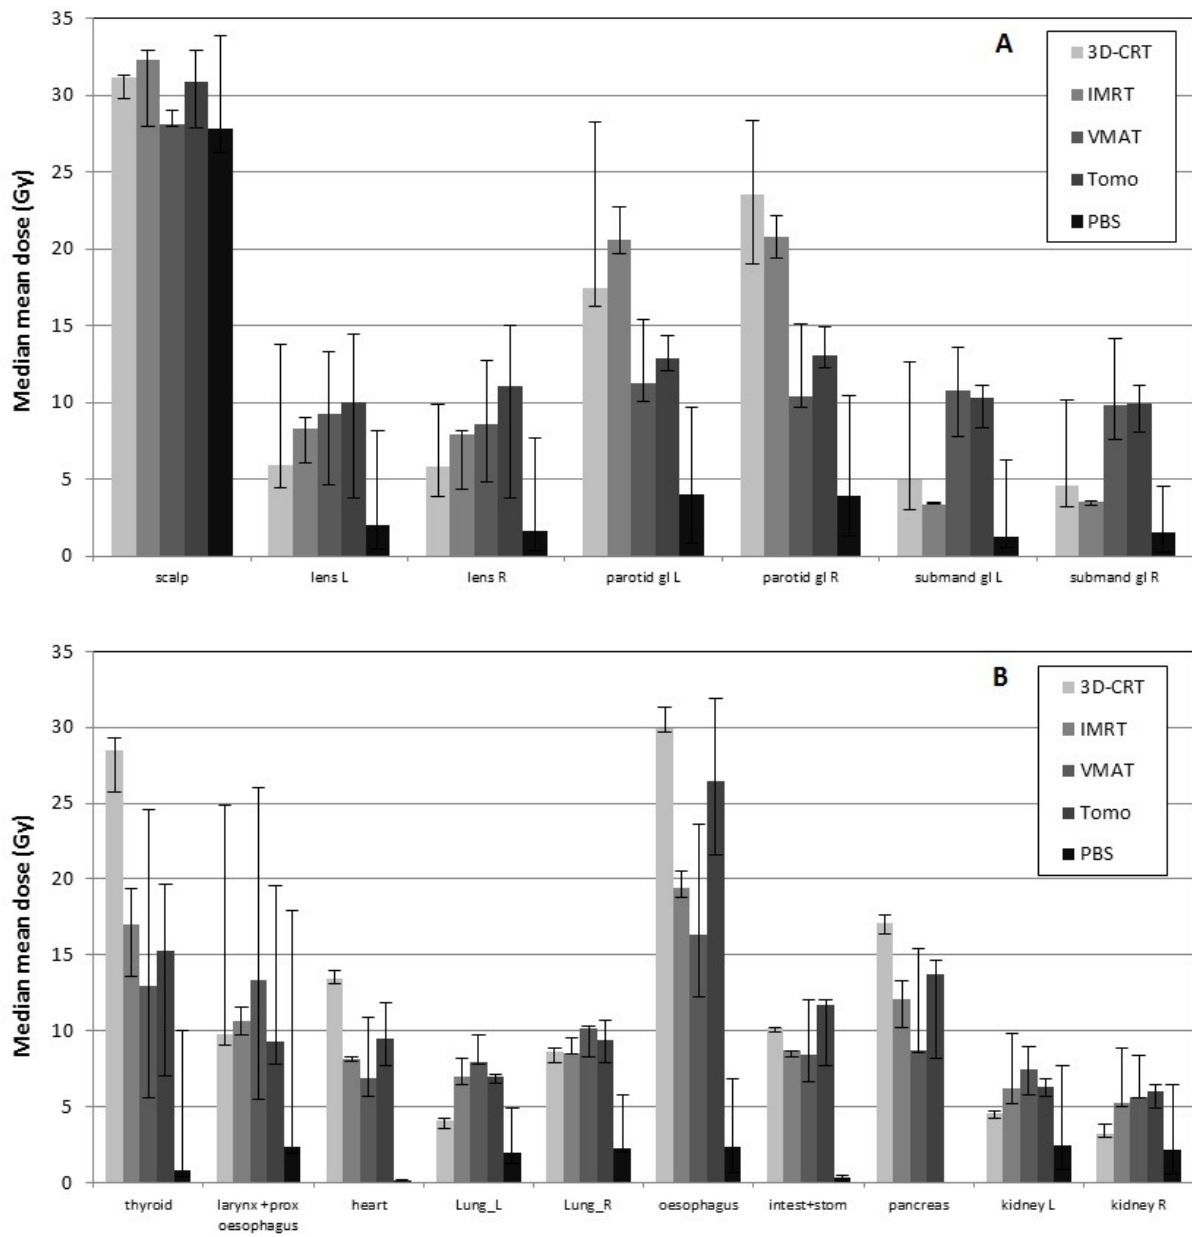 35
30
25
20
15
10
5
0
Median mean dose (Gy)
A
3D-CRT
IMRT
VMAT
Tomo
PBS
scalp
lens L
lens R
parotid gl L
parotid gl R
submand gl L
submand gl R
35
30
25
20
15
10
5
0
Median mean dose (Gy)
B
3D-CRT
IMRT
VMAT
Tomo
PBS
thyroid
larynx +prox
oesophagus
heart
Lung_L
Lung_R
oesophagus
intest+stom
pancreas
kidney L
kidney R